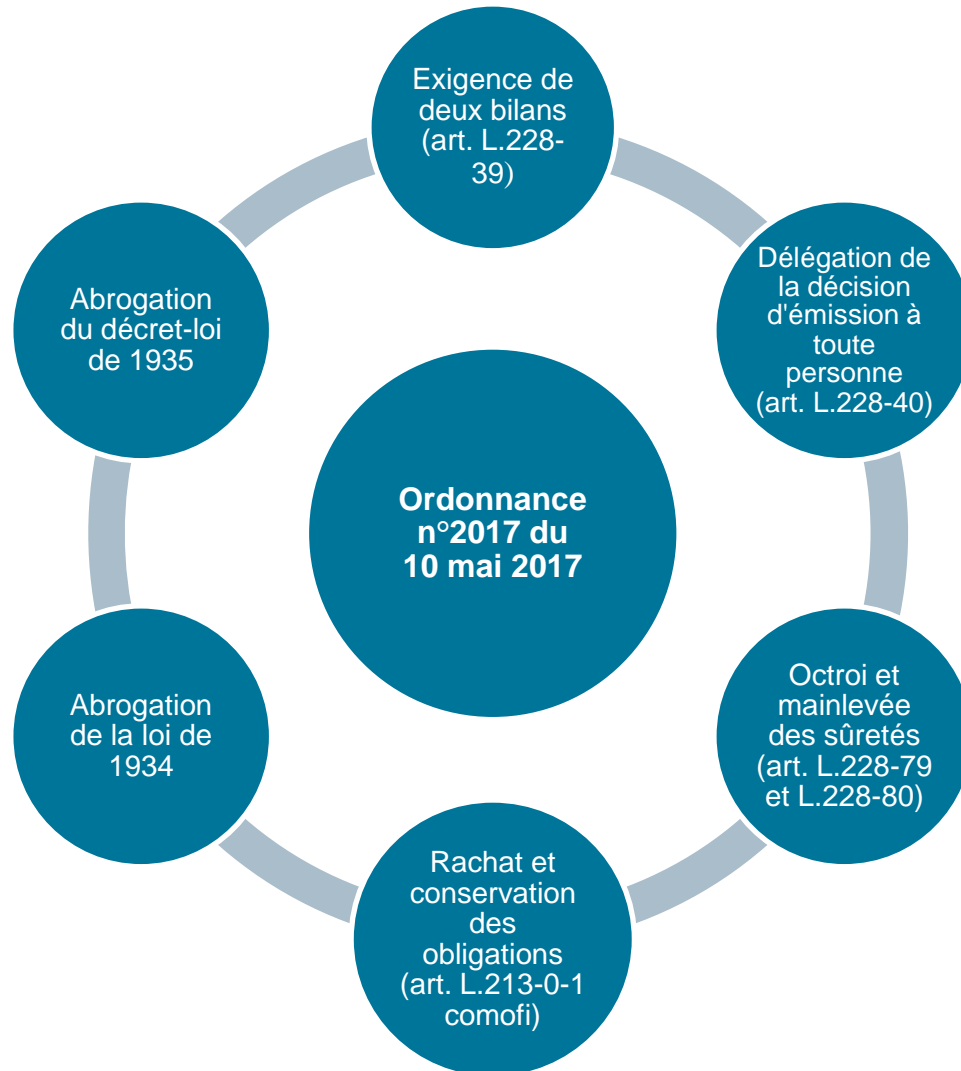 Exigence de
deux bilans
(art. L.228-
39)
Délégation de
la décision
d'émission à
toute
personne
(art. L.228-40)
Octroi et
mainlevée
des sûretés
(art. L.228-79
et L.228-80)
Rachat et
conservation
des
obligations
(art. L.213-0-1
comofi)
Abrogation
de la loi de
1934
Abrogation
du décret-loi
de 1935
Ordonnance
n°2017 du
10 mai 2017